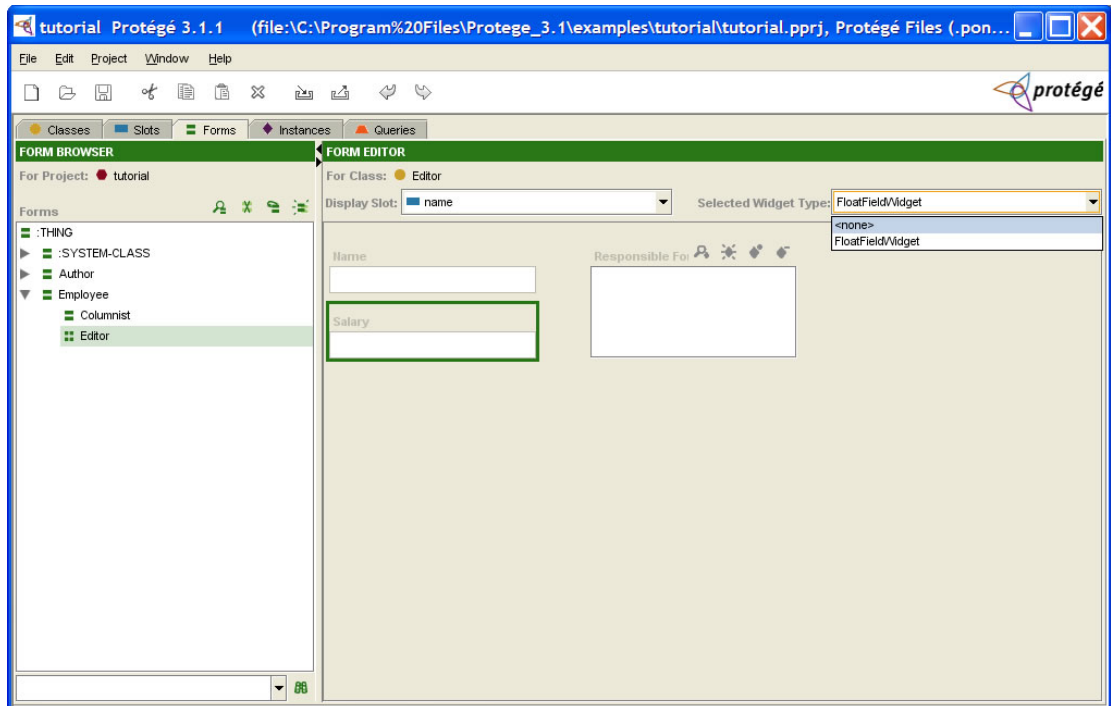 tutorial Protégé 3.1.1 (file:\C:\Program%20Files\Protege_3.1\examples\tutorial\tutorial.pprj, Protégé Files (.pon...
File Edit Project Window Help
protégé
Classes Slots Forms Instances Queries
FORM BROWSER
For Project: tutorial
Forms
:THING
:SYSTEM-CLASS
Author
Employee
Columnist
Editor
FORM EDITOR
For Class: Editor
Display Slot: name Selected Widget Type: FloatFieldWidget
<none>
FloatFieldWidget
Name
Responsible For
Salary